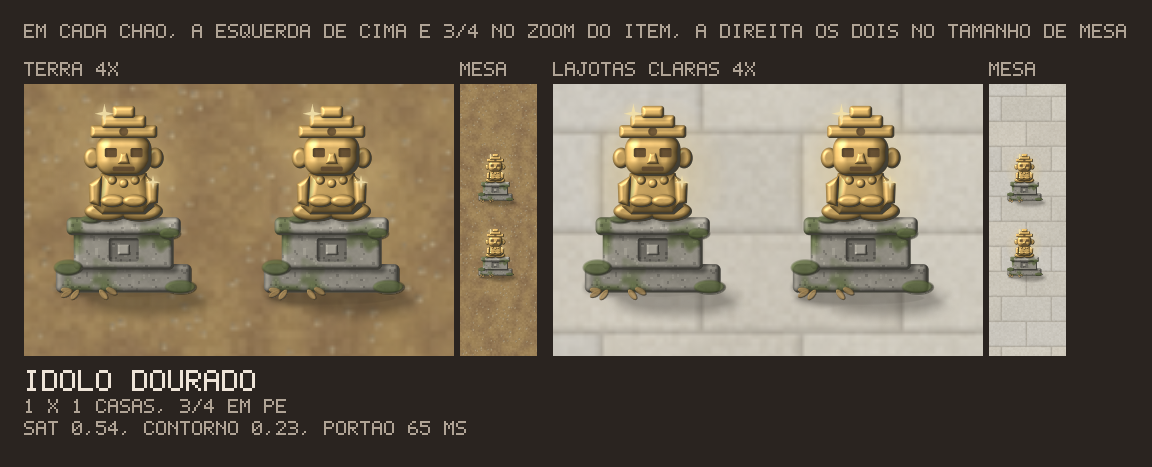 EM CADA CHAO, A ESQUERDA DE CIMA E 3/4 NO ZOOM DO ITEM, A DIREITA OS DOIS NO TAMANHO DE MESA
TERRA 4X MESA LAJOTAS CLARAS 4X MESA
IDOLO DOURADO
1 X 1 CASAS, 3/4 EM PE
SAT 0,54, CONTORNO 0,23, PORTAO 65 MS